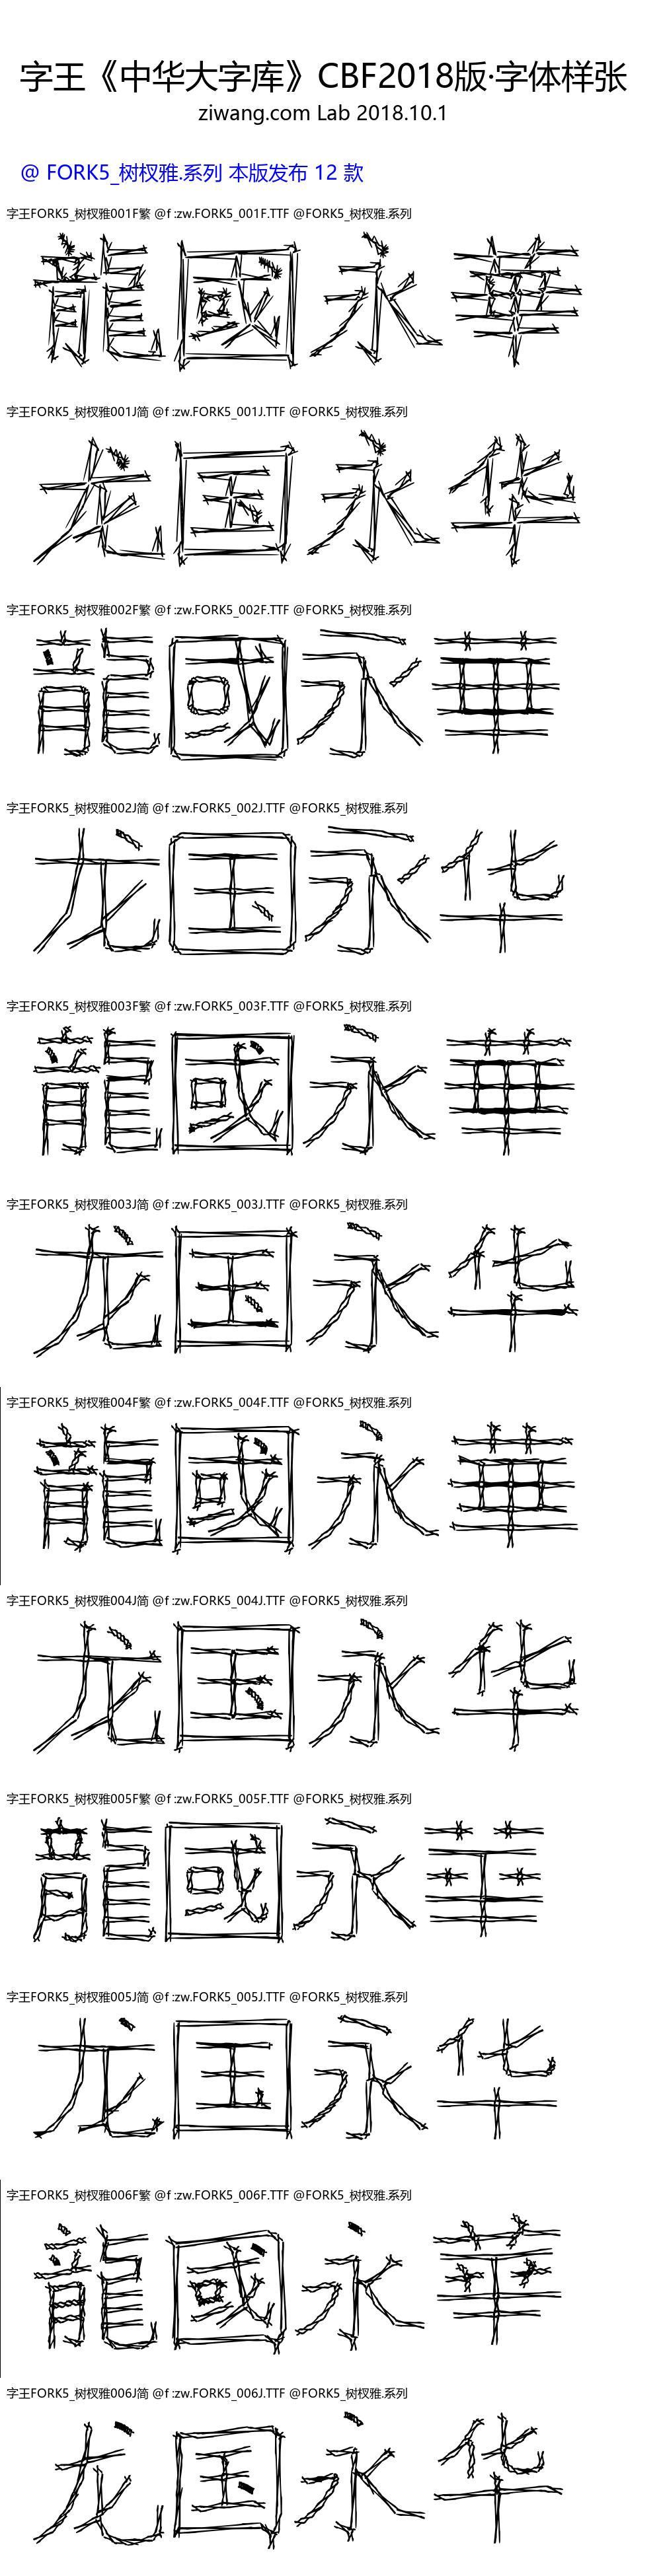 字王《中华大字库》CBF2018版·字体样张
ziwang.com Lab 2018.10.1
@ FORK5_树杈雅.系列 本版发布 12 款
字王FORK5_树杈雅001F繁 @f :zw.FORK5_001F.TTF @FORK5_树杈雅.系列
龍國永華
字王FORK5_树杈雅001J简 @f :zw.FORK5_001J.TTF @FORK5_树杈雅.系列
龙国永华
字王FORK5_树杈雅002F繁 @f :zw.FORK5_002F.TTF @FORK5_树杈雅.系列
龍國永華
字王FORK5_树杈雅002J简 @f :zw.FORK5_002J.TTF @FORK5_树杈雅.系列
龙国永华
字王FORK5_树杈雅003F繁 @f :zw.FORK5_003F.TTF @FORK5_树杈雅.系列
龍國永華
字王FORK5_树杈雅003J简 @f :zw.FORK5_003J.TTF @FORK5_树杈雅.系列
龙国永华
字王FORK5_树杈雅004F繁 @f :zw.FORK5_004F.TTF @FORK5_树杈雅.系列
龍國永華
字王FORK5_树杈雅004J简 @f :zw.FORK5_004J.TTF @FORK5_树杈雅.系列
龙国永华
字王FORK5_树杈雅005F繁 @f :zw.FORK5_005F.TTF @FORK5_树杈雅.系列
龍國永華
字王FORK5_树杈雅005J简 @f :zw.FORK5_005J.TTF @FORK5_树杈雅.系列
龙国永华
字王FORK5_树杈雅006F繁 @f :zw.FORK5_006F.TTF @FORK5_树杈雅.系列
龍國永華
字王FORK5_树杈雅006J简 @f :zw.FORK5_006J.TTF @FORK5_树杈雅.系列
龙国永华